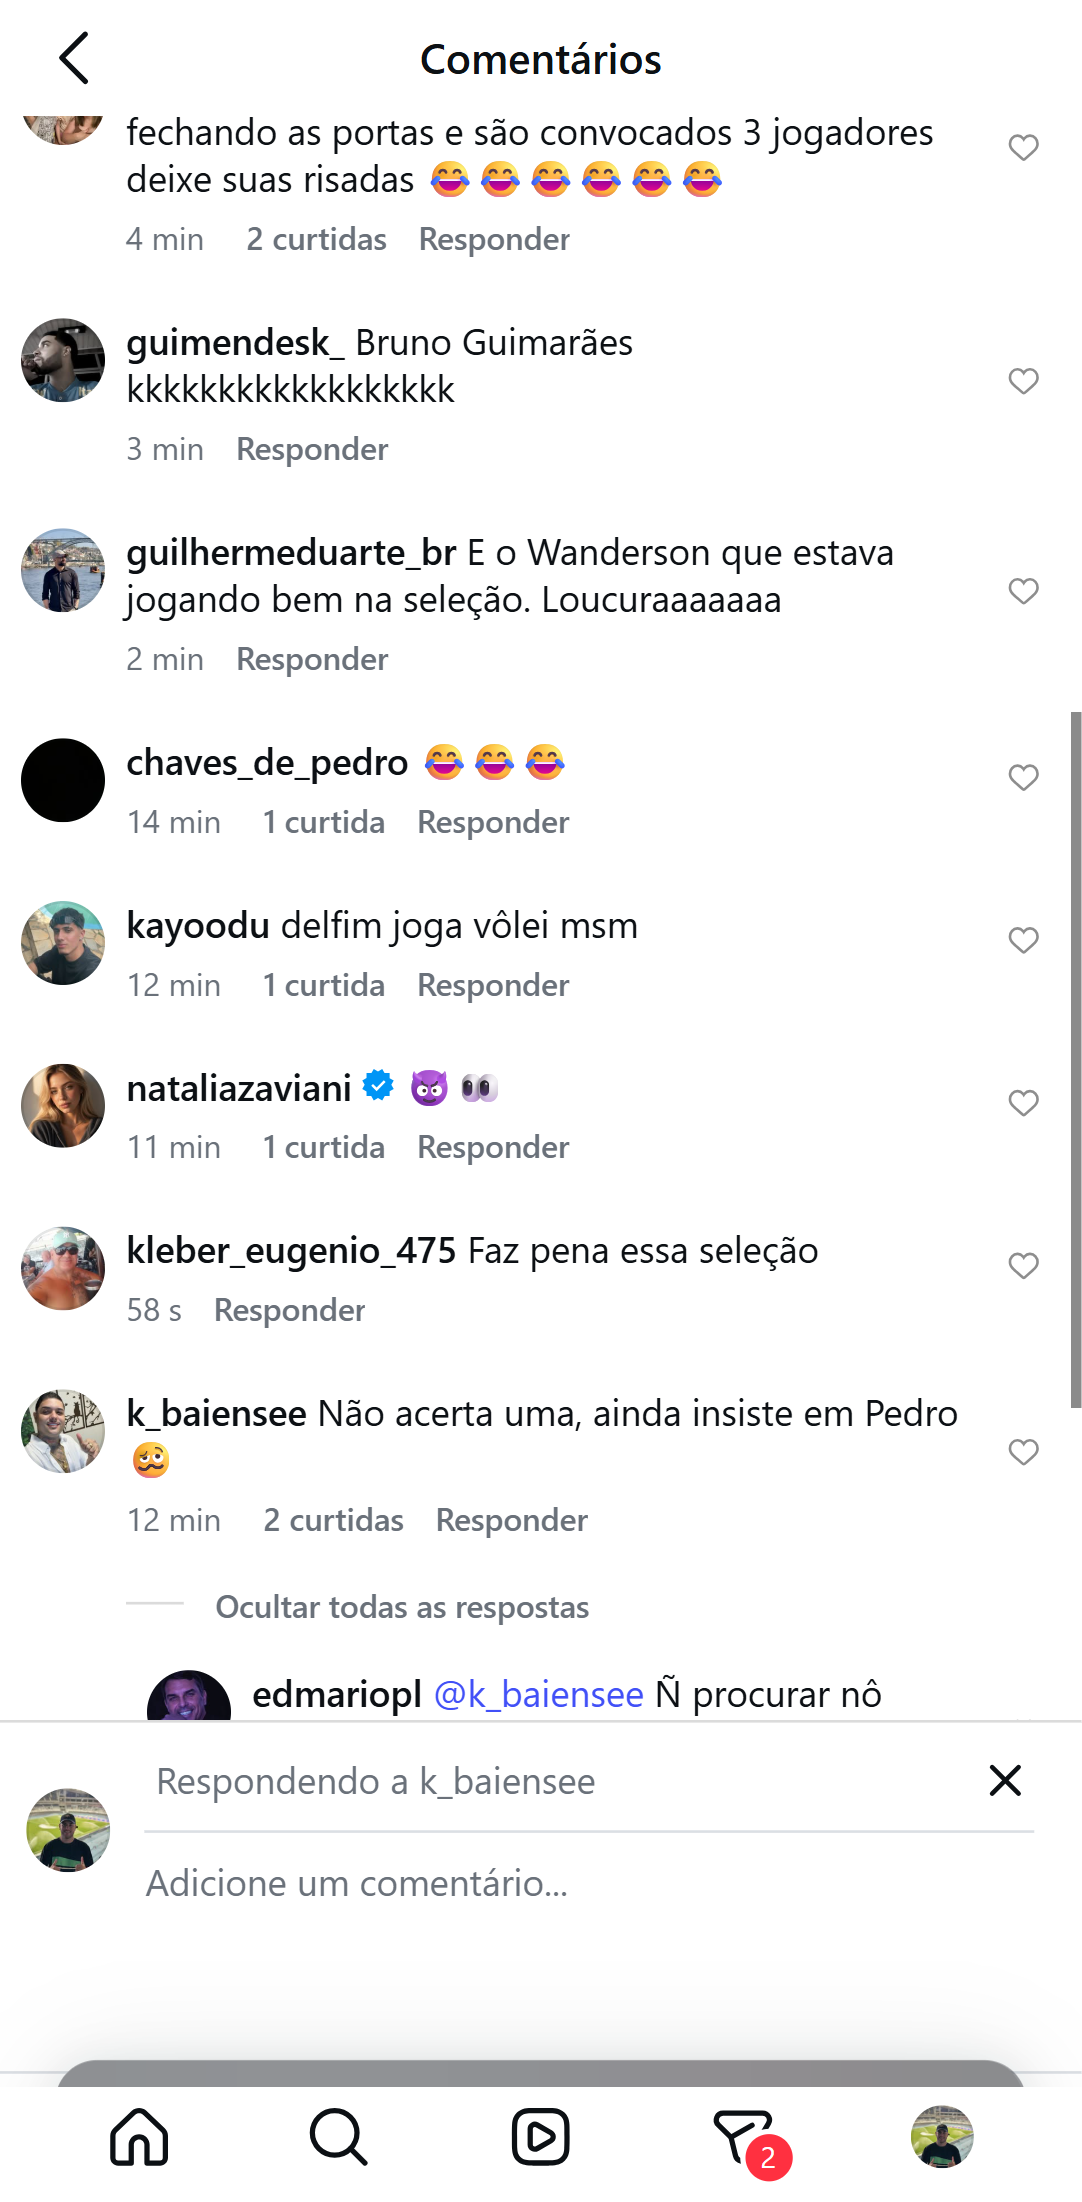 Comentários
fechando as portas e são convocados 3 jogadores
deixe suas risadas 😂😂😂😂😂😂
4 min 2 curtidas Responder
guimendesk_ Bruno Guimarães
kkkkkkkkkkkkkkkkkk
3 min Responder
guilhermeduarte_br E o Wanderson que estava
jogando bem na seleção. Loucuraaaaaaa
2 min Responder
chaves_de_pedro 😂😂😂
14 min 1 curtida Responder
kayoodu delfim joga vôlei msm
12 min 1 curtida Responder
nataliazaviani 😈👀
11 min 1 curtida Responder
kleber_eugenio_475 Faz pena essa seleção
58 s Responder
k_baiensee Não acerta uma, ainda insiste em Pedro
🥴
12 min 2 curtidas Responder
Ocultar todas as respostas
edmariopl @k_baiensee Ñ procurar nô
Respondendo a k_baiensee
Adicione um comentário...
2